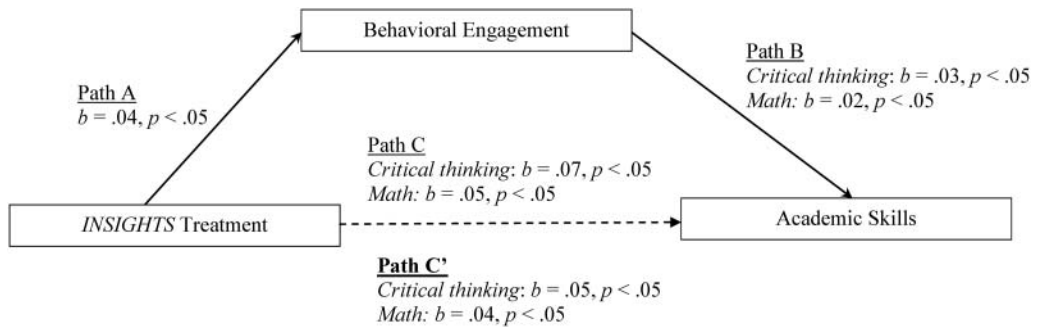 Behavioral Engagement
Path A
b = .04, p < .05
Path B
Critical thinking: b = .03, p < .05
Math: b = .02, p < .05
Path C
Critical thinking: b = .07, p < .05
Math: b = .05, p < .05
INSIGHTS Treatment
Academic Skills
Path C’
Critical thinking: b = .05, p < .05
Math: b = .04, p < .05